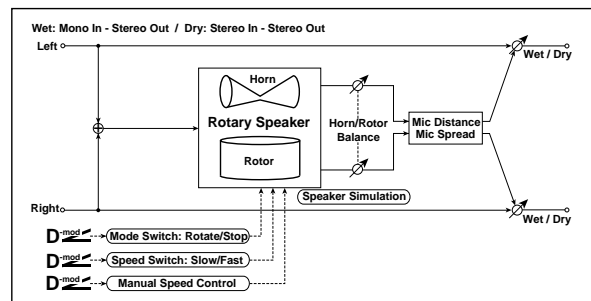 Wet: Mono In - Stereo Out / Dry: Stereo In - Stereo Out
Left
Wet / Dry
Horn
Rotary Speaker
Rotor
Horn/Rotor
Balance
Mic Distance
Mic Spread
Speaker Simulation
Right
Wet / Dry
D-mod
Mode Switch: Rotate/Stop
D-mod
Speed Switch: Slow/Fast
D-mod
Manual Speed Control